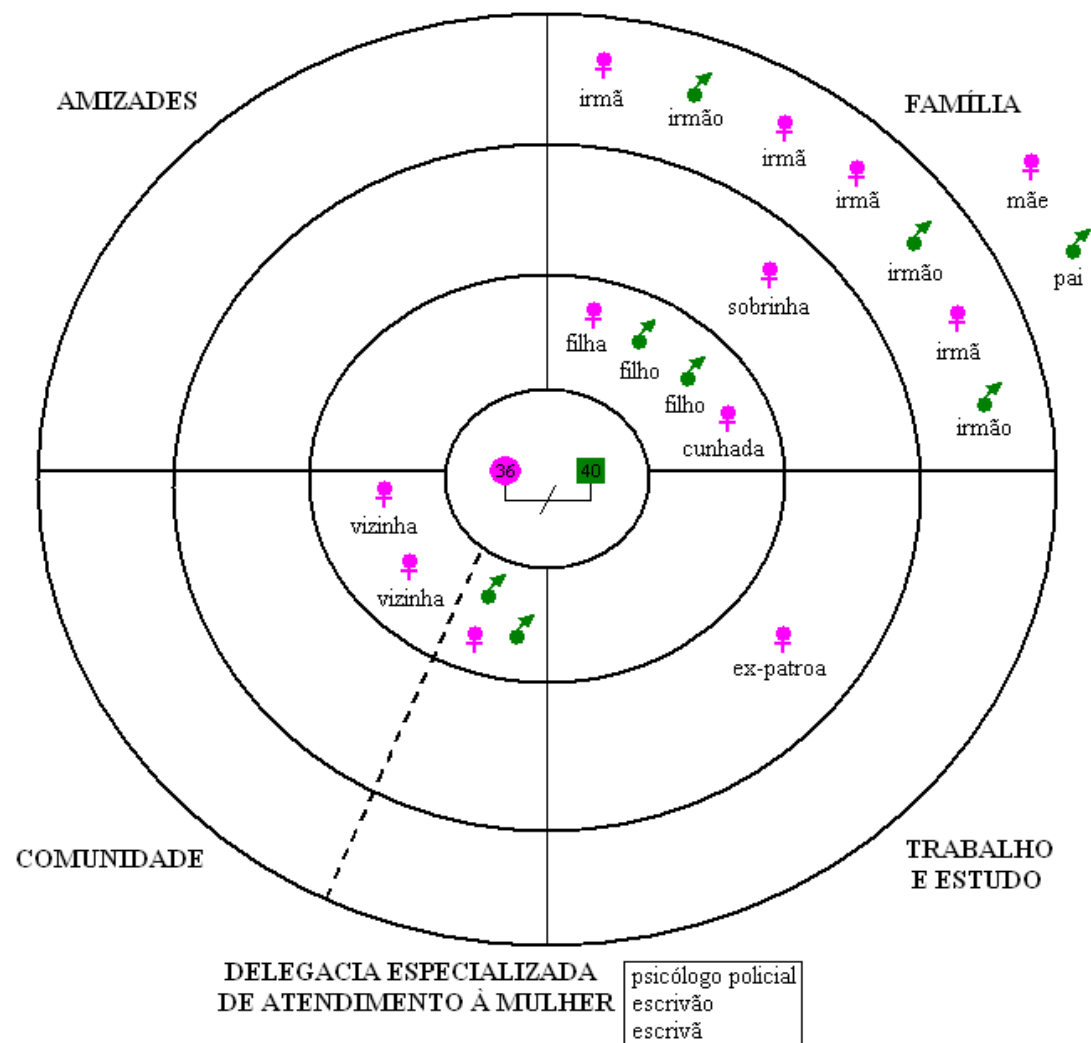 AMIZADES
FAMÍLIA
irmã
irmão
irmã
irmã
mãe
irmão
pai
sobrinha
irmã
filha
filho
filho
irmão
cunhada
36
40
vizinha
vizinha
ex-patroa
COMUNIDADE
TRABALHO
E ESTUDO
DELEGACIA ESPECIALIZADA
DE ATENDIMENTO À MULHER
psicólogo policial
escrivão
escrivã